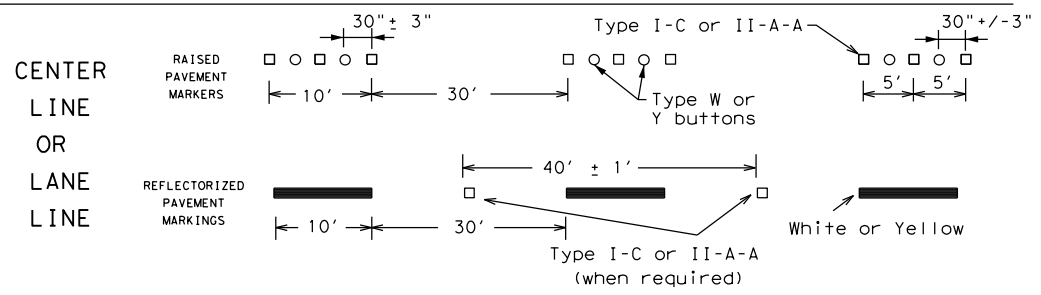 30"± 3"
Type I-C or II-A-A
30"+/-3"
CENTER
LINE
OR
LANE
LINE
RAISED
PAVEMENT
MARKERS
10'
30'
Type W or
Y buttons
5'
5'
40' ± 1'
REFLECTORIZED
PAVEMENT
MARKINGS
10'
30'
White or Yellow
Type I-C or II-A-A
(when required)